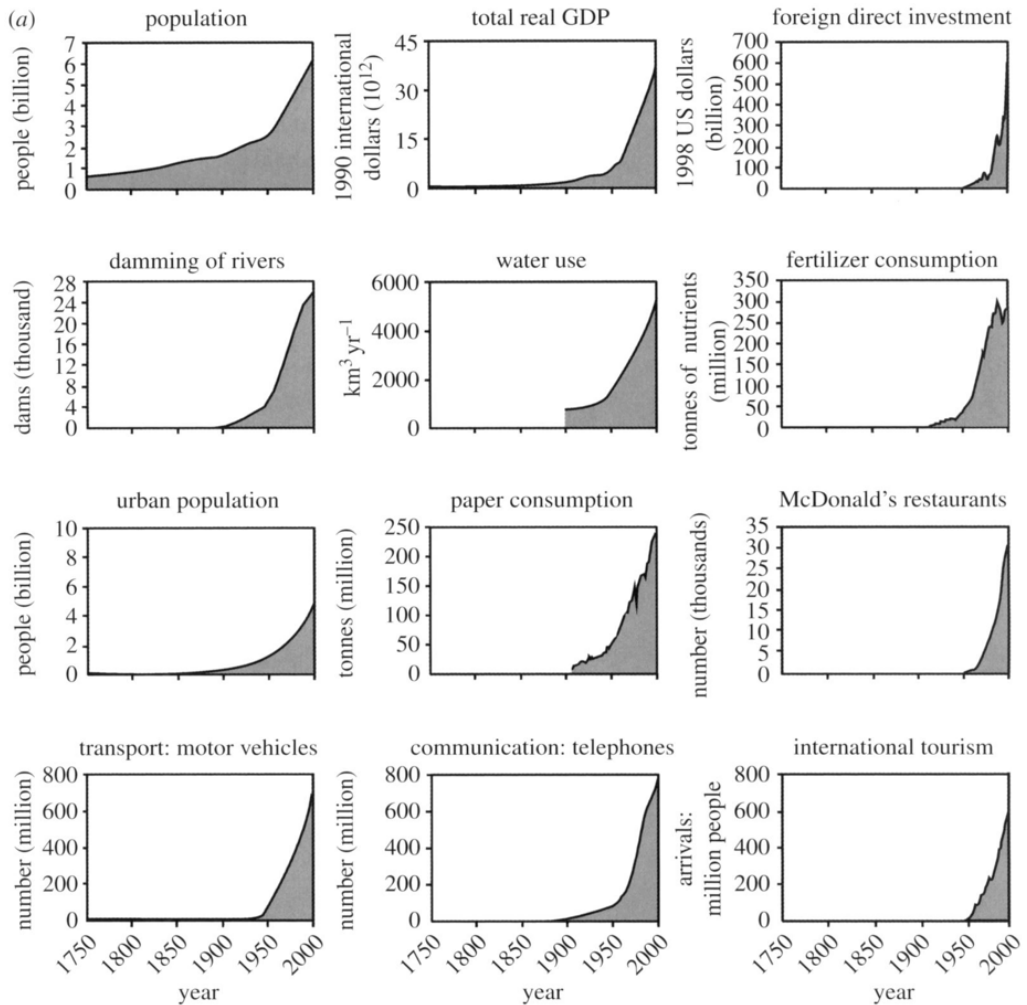 (a)
population
people (billion)
7
6
5
4
3
2
1
0
total real GDP
1990 international
dollars (10¹²)
45
30
15
0
foreign direct investment
1998 US dollars
(billion)
700
600
500
400
300
200
100
0
damming of rivers
dams (thousand)
28
24
20
16
12
8
4
0
water use
km³ yr⁻¹
6000
4000
2000
0
fertilizer consumption
tonnes of nutrients
(million)
350
300
250
200
150
100
50
0
urban population
people (billion)
10
8
6
4
2
0
paper consumption
tonnes (million)
250
200
150
100
50
0
McDonald's restaurants
number (thousands)
35
30
25
20
15
10
5
0
transport: motor vehicles
number (million)
800
600
400
200
0
1750
1800
1850
1900
1950
2000
year
communication: telephones
number (million)
800
600
400
200
0
1750
1800
1850
1900
1950
2000
year
international tourism
arrivals:
million people
800
600
400
200
0
1750
1800
1850
1900
1950
2000
year